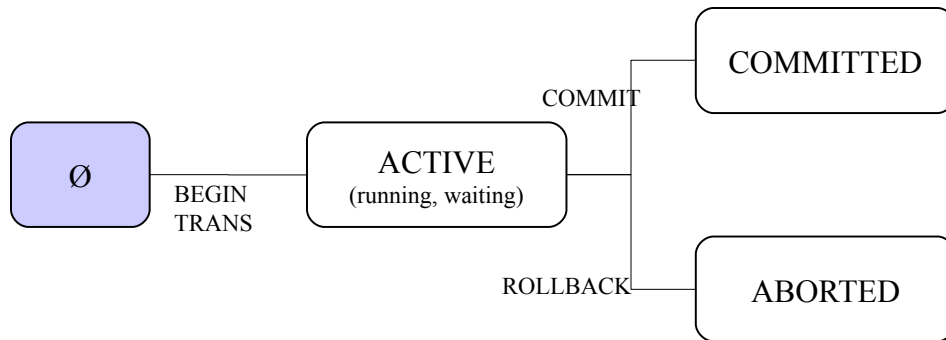 COMMITTED
COMMIT
Ø
ACTIVE
(running, waiting)
BEGIN
TRANS
ROLLBACK
ABORTED